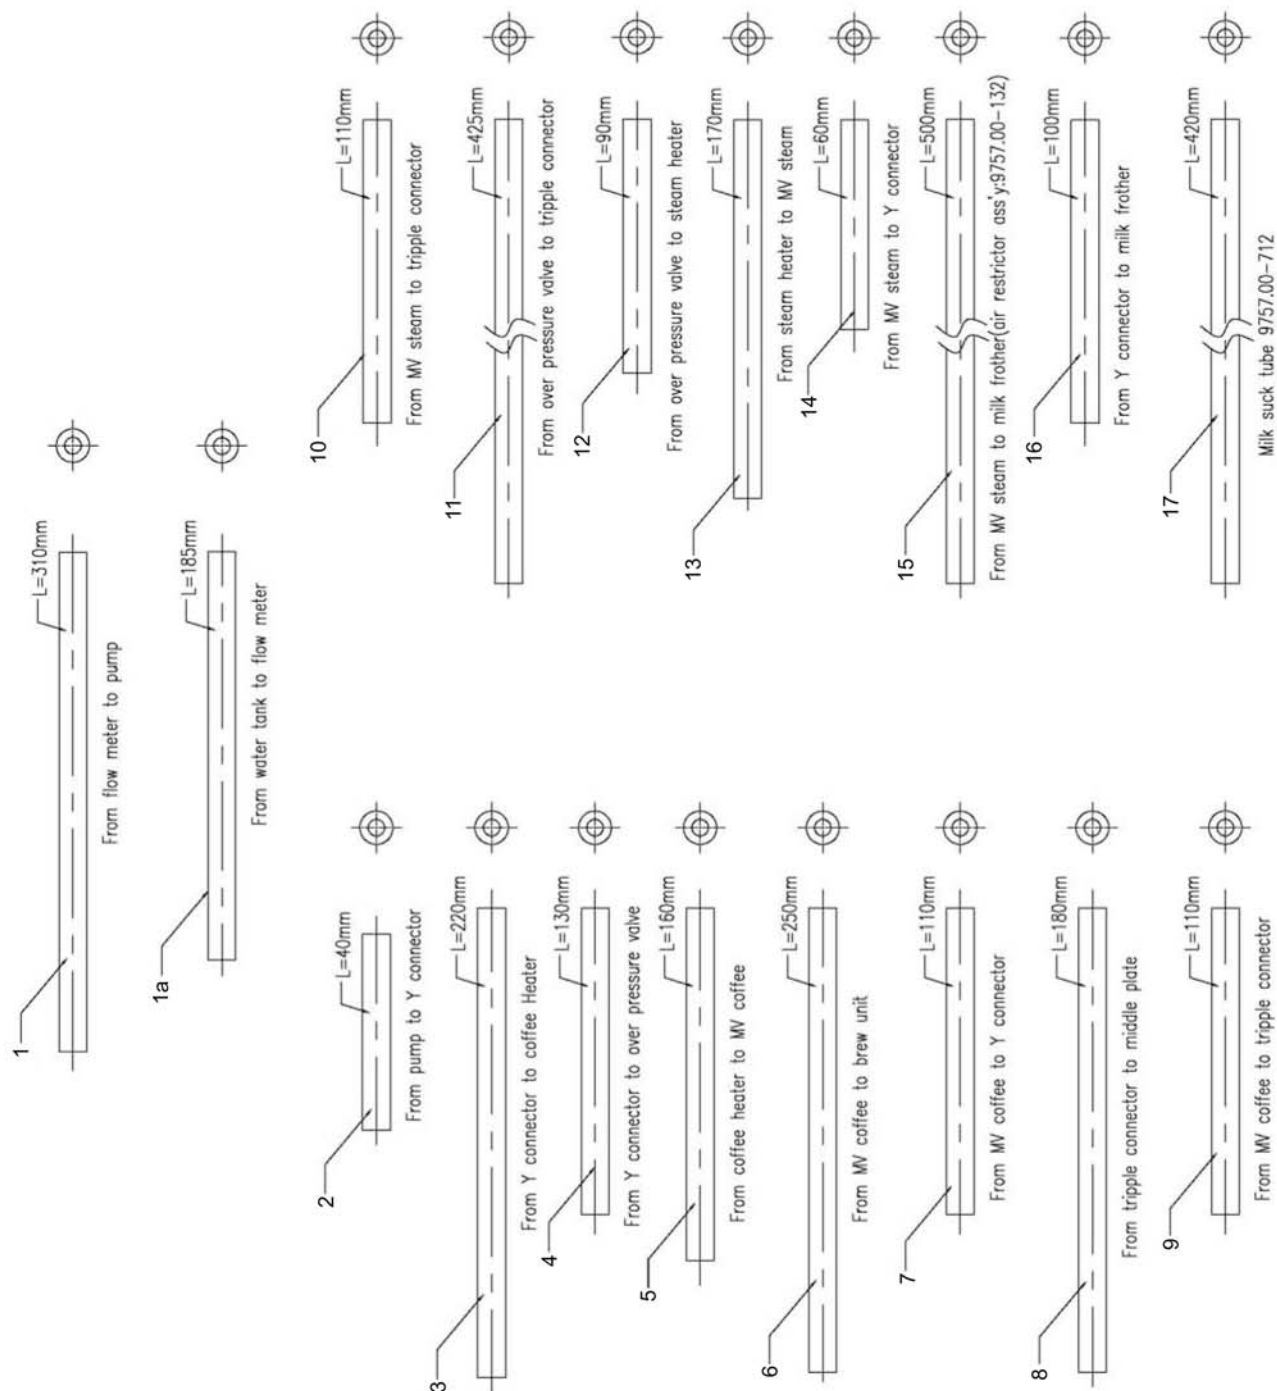 1
L=310mm
From flow meter to pump
1a
L=185mm
From water tank to flow meter
2
L=40mm
From pump to Y connector
3
L=220mm
From Y connector to coffee Heater
4
L=130mm
From Y connector to over pressure valve
5
L=160mm
From coffee heater to MV coffee
6
L=250mm
From MV coffee to brew unit
7
L=110mm
From MV coffee to Y connector
8
L=180mm
From tripple connector to middle plate
9
L=110mm
From MV coffee to tripple connector
10
L=110mm
From MV steam to tripple connector
11
L=425mm
From over pressure valve to tripple connector
12
L=90mm
From over pressure valve to steam heater
13
L=170mm
From steam heater to MV steam
14
L=60mm
From MV steam to Y connector
15
L=500mm
From MV steam to milk frother(air restrictor ass'y:9757.00-132)
16
L=100mm
From Y connector to milk frother
17
L=420mm
Milk suck tube 9757.00-712